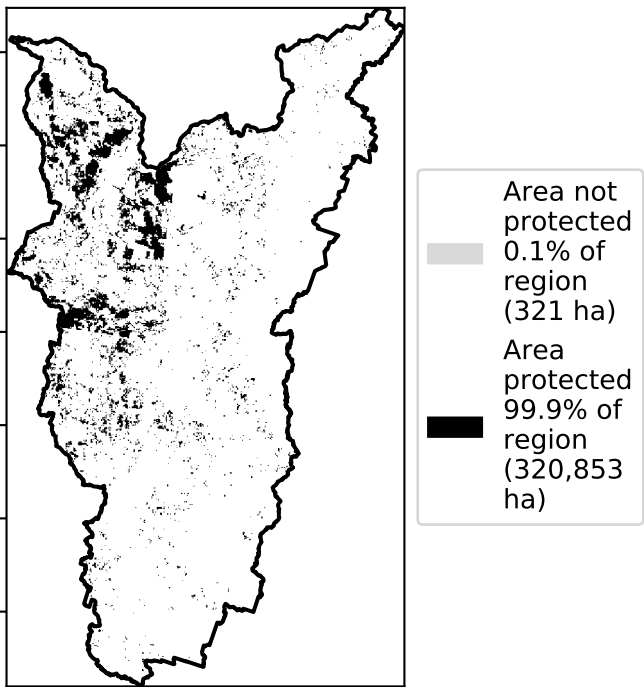 Area not
protected
0.1% of
region
(321 ha)
Area
protected
99.9% of
region
(320,853
ha)